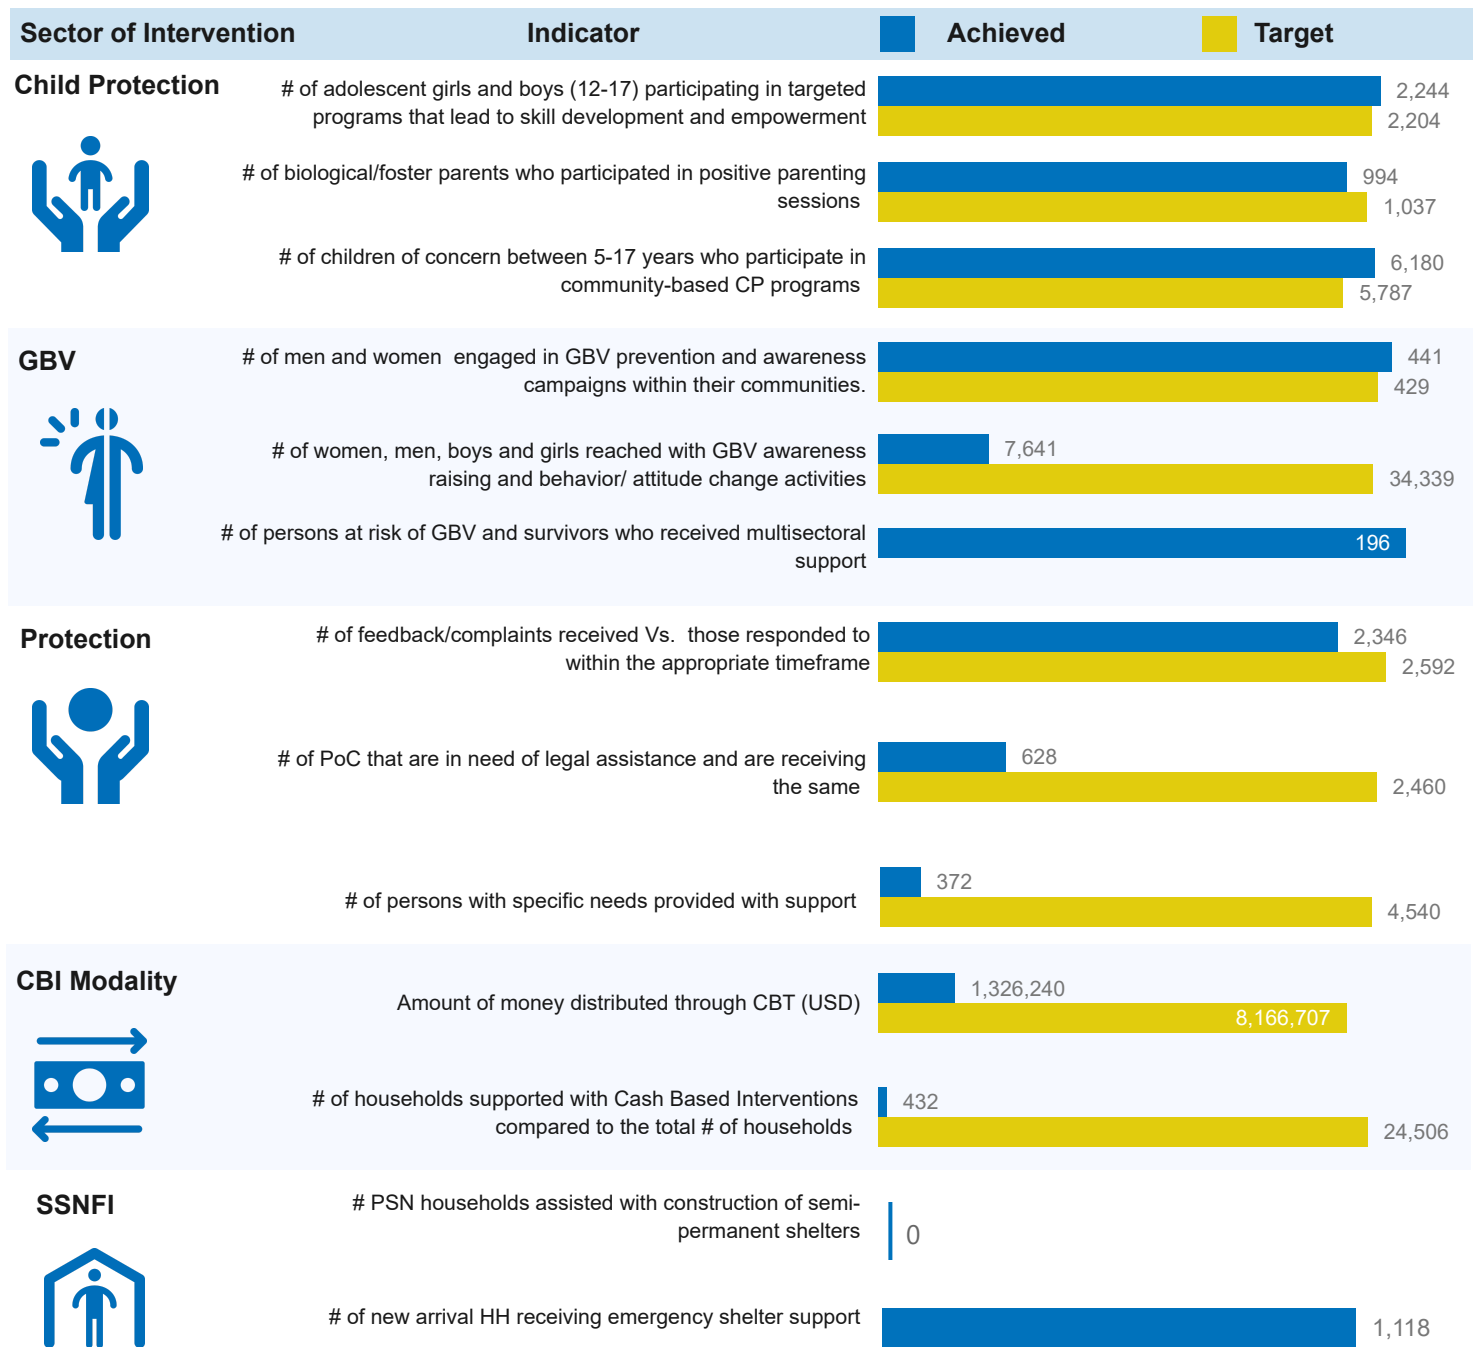 Sector of Intervention Indicator Achieved Target
Child Protection
# of adolescent girls and boys (12-17) participating in targeted
programs that lead to skill development and empowerment
2,244
2,204
# of biological/foster parents who participated in positive parenting
sessions
994
1,037
# of children of concern between 5-17 years who participate in
community-based CP programs
6,180
5,787
GBV
# of men and women engaged in GBV prevention and awareness
campaigns within their communities.
441
429
# of women, men, boys and girls reached with GBV awareness
raising and behavior/ attitude change activities
7,641
34,339
# of persons at risk of GBV and survivors who received multisectoral
support
196
Protection
# of feedback/complaints received Vs. those responded to
within the appropriate timeframe
2,346
2,592
# of PoC that are in need of legal assistance and are receiving
the same
628
2,460
# of persons with specific needs provided with support
372
4,540
CBI Modality
Amount of money distributed through CBT (USD)
1,326,240
8,166,707
# of households supported with Cash Based Interventions
compared to the total # of households
432
24,506
SSNFI
# PSN households assisted with construction of semi-
permanent shelters
0
# of new arrival HH receiving emergency shelter support
1,118